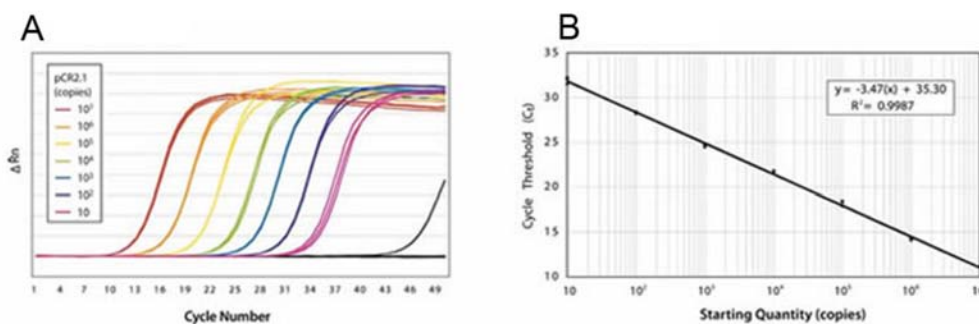 A
pCR2.1
(copies)
10⁷
10⁶
10⁵
10⁴
10³
10²
10
Δ Rn
1 4 7 10 13 16 19 22 25 28 31 34 37 40 43 46 49
Cycle Number
B
35
30
25
20
15
10
Cycle Threshold (Cₜ)
y= -3.47(x) + 35.30
R²= 0.9987
10 10² 10³ 10⁴ 10⁵ 10⁶
Starting Quantity (copies)